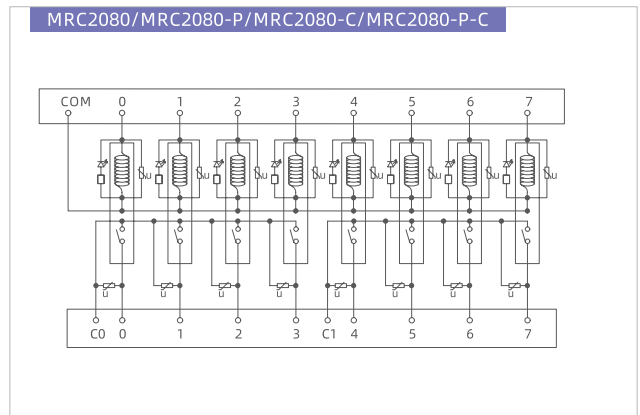 MRC2080/MRC2080-P/MRC2080-C/MRC2080-P-C
COM 0 1 2 3 4 5 6 7
u u u u u u u u
u u u u u u u u
C0 0 1 2 3 C1 4 5 6 7